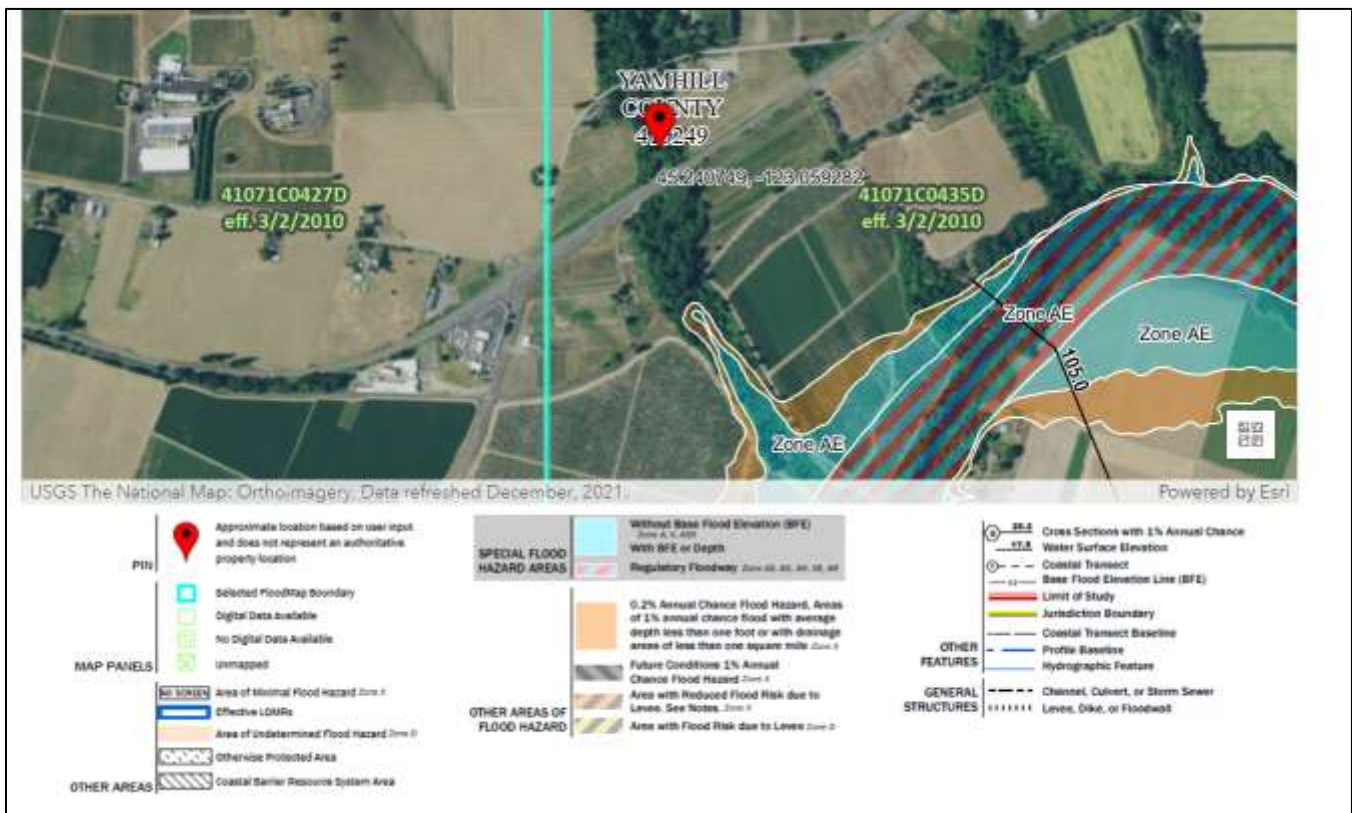 YAMHILL
COUNTY
45.240749, -123.059282
41071C0427D
eff. 3/2/2010
41071C0435D
eff. 3/2/2010
Zone AE
Zone AE
105.0
Zone AE
USGS The National Map: Orthoimagery. Data refreshed December, 2021.
Powered by Esri
PIN
Approximate location based on user input
and does not represent an authoritative
property location
MAP PANELS
Selected FloodMap Boundary
Digital Data Available
No Digital Data Available
Unmapped
OTHER AREAS
NO SCREEN Area of Minimal Flood Hazard Zone X
Effective LOMRs
Area of Undetermined Flood Hazard Zone D
Otherwise Protected Area
Coastal Barrier Resource System Area
SPECIAL FLOOD
HAZARD AREAS
Without Base Flood Elevation (BFE)
Zone A, V, A99
With BFE or Depth
Regulatory Floodway
OTHER AREAS OF
FLOOD HAZARD
0.2% Annual Chance Flood Hazard, Areas
of 1% annual chance flood with average
depth less than one foot or with drainage
areas of less than one square mile Zone X
Future Conditions 1% Annual
Chance Flood Hazard Zone X
Area with Reduced Flood Risk due to
Levee. See Notes. Zone X
Area with Flood Risk due to Levee Zone D
OTHER
FEATURES
Cross Sections with 1% Annual Chance
17.5 Water Surface Elevation
Coastal Transect
Base Flood Elevation Line (BFE)
Limit of Study
Jurisdiction Boundary
Coastal Transect Baseline
Profile Baseline
Hydrographic Feature
GENERAL
STRUCTURES
Channel, Culvert, or Storm Sewer
Levee, Dike, or Floodwall